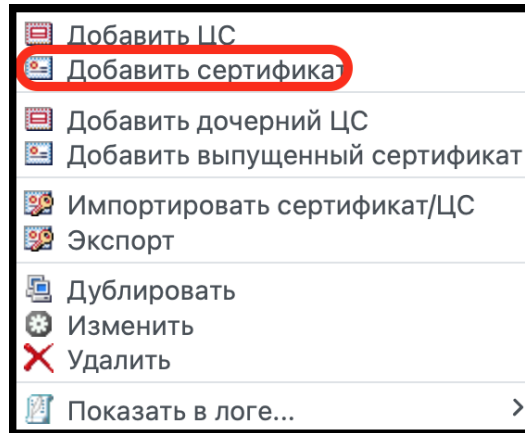 Добавить ЦС
Добавить сертификат
Добавить дочерний ЦС
Добавить выпущенный сертификат
Импортировать сертификат/ЦС
Экспорт
Дублировать
Изменить
Удалить
Показать в логе...